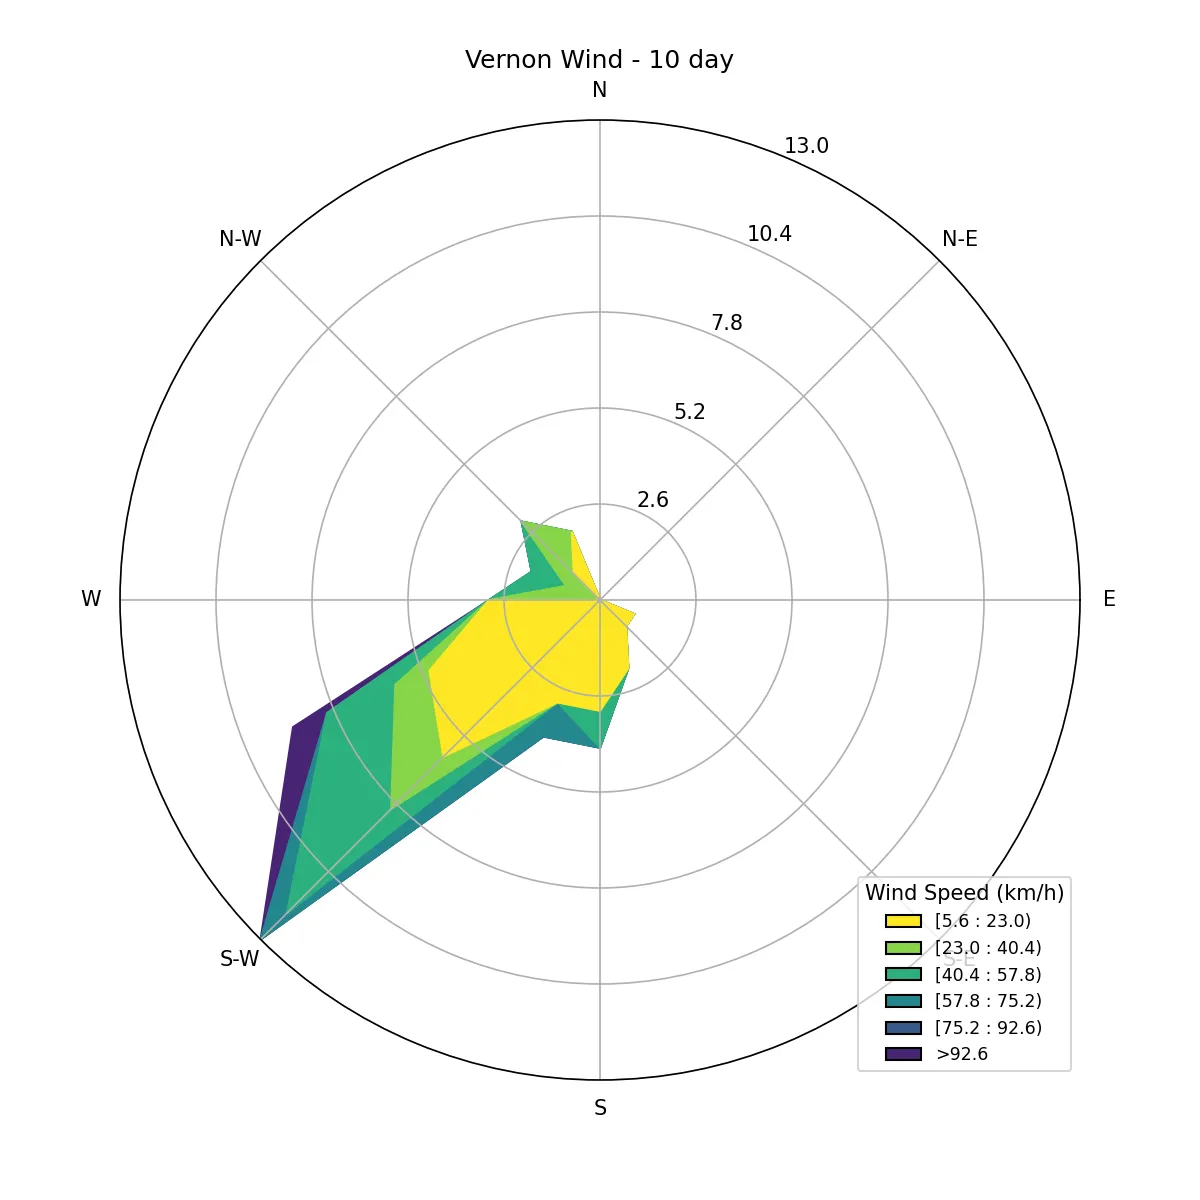 Vernon Wind - 10 day
N
13.0
N-W
N-E
10.4
7.8
5.2
2.6
W
E
S-W
S-E
S
Wind Speed (km/h)
[5.6 : 23.0)
[23.0 : 40.4)
[40.4 : 57.8)
[57.8 : 75.2)
[75.2 : 92.6)
>92.6